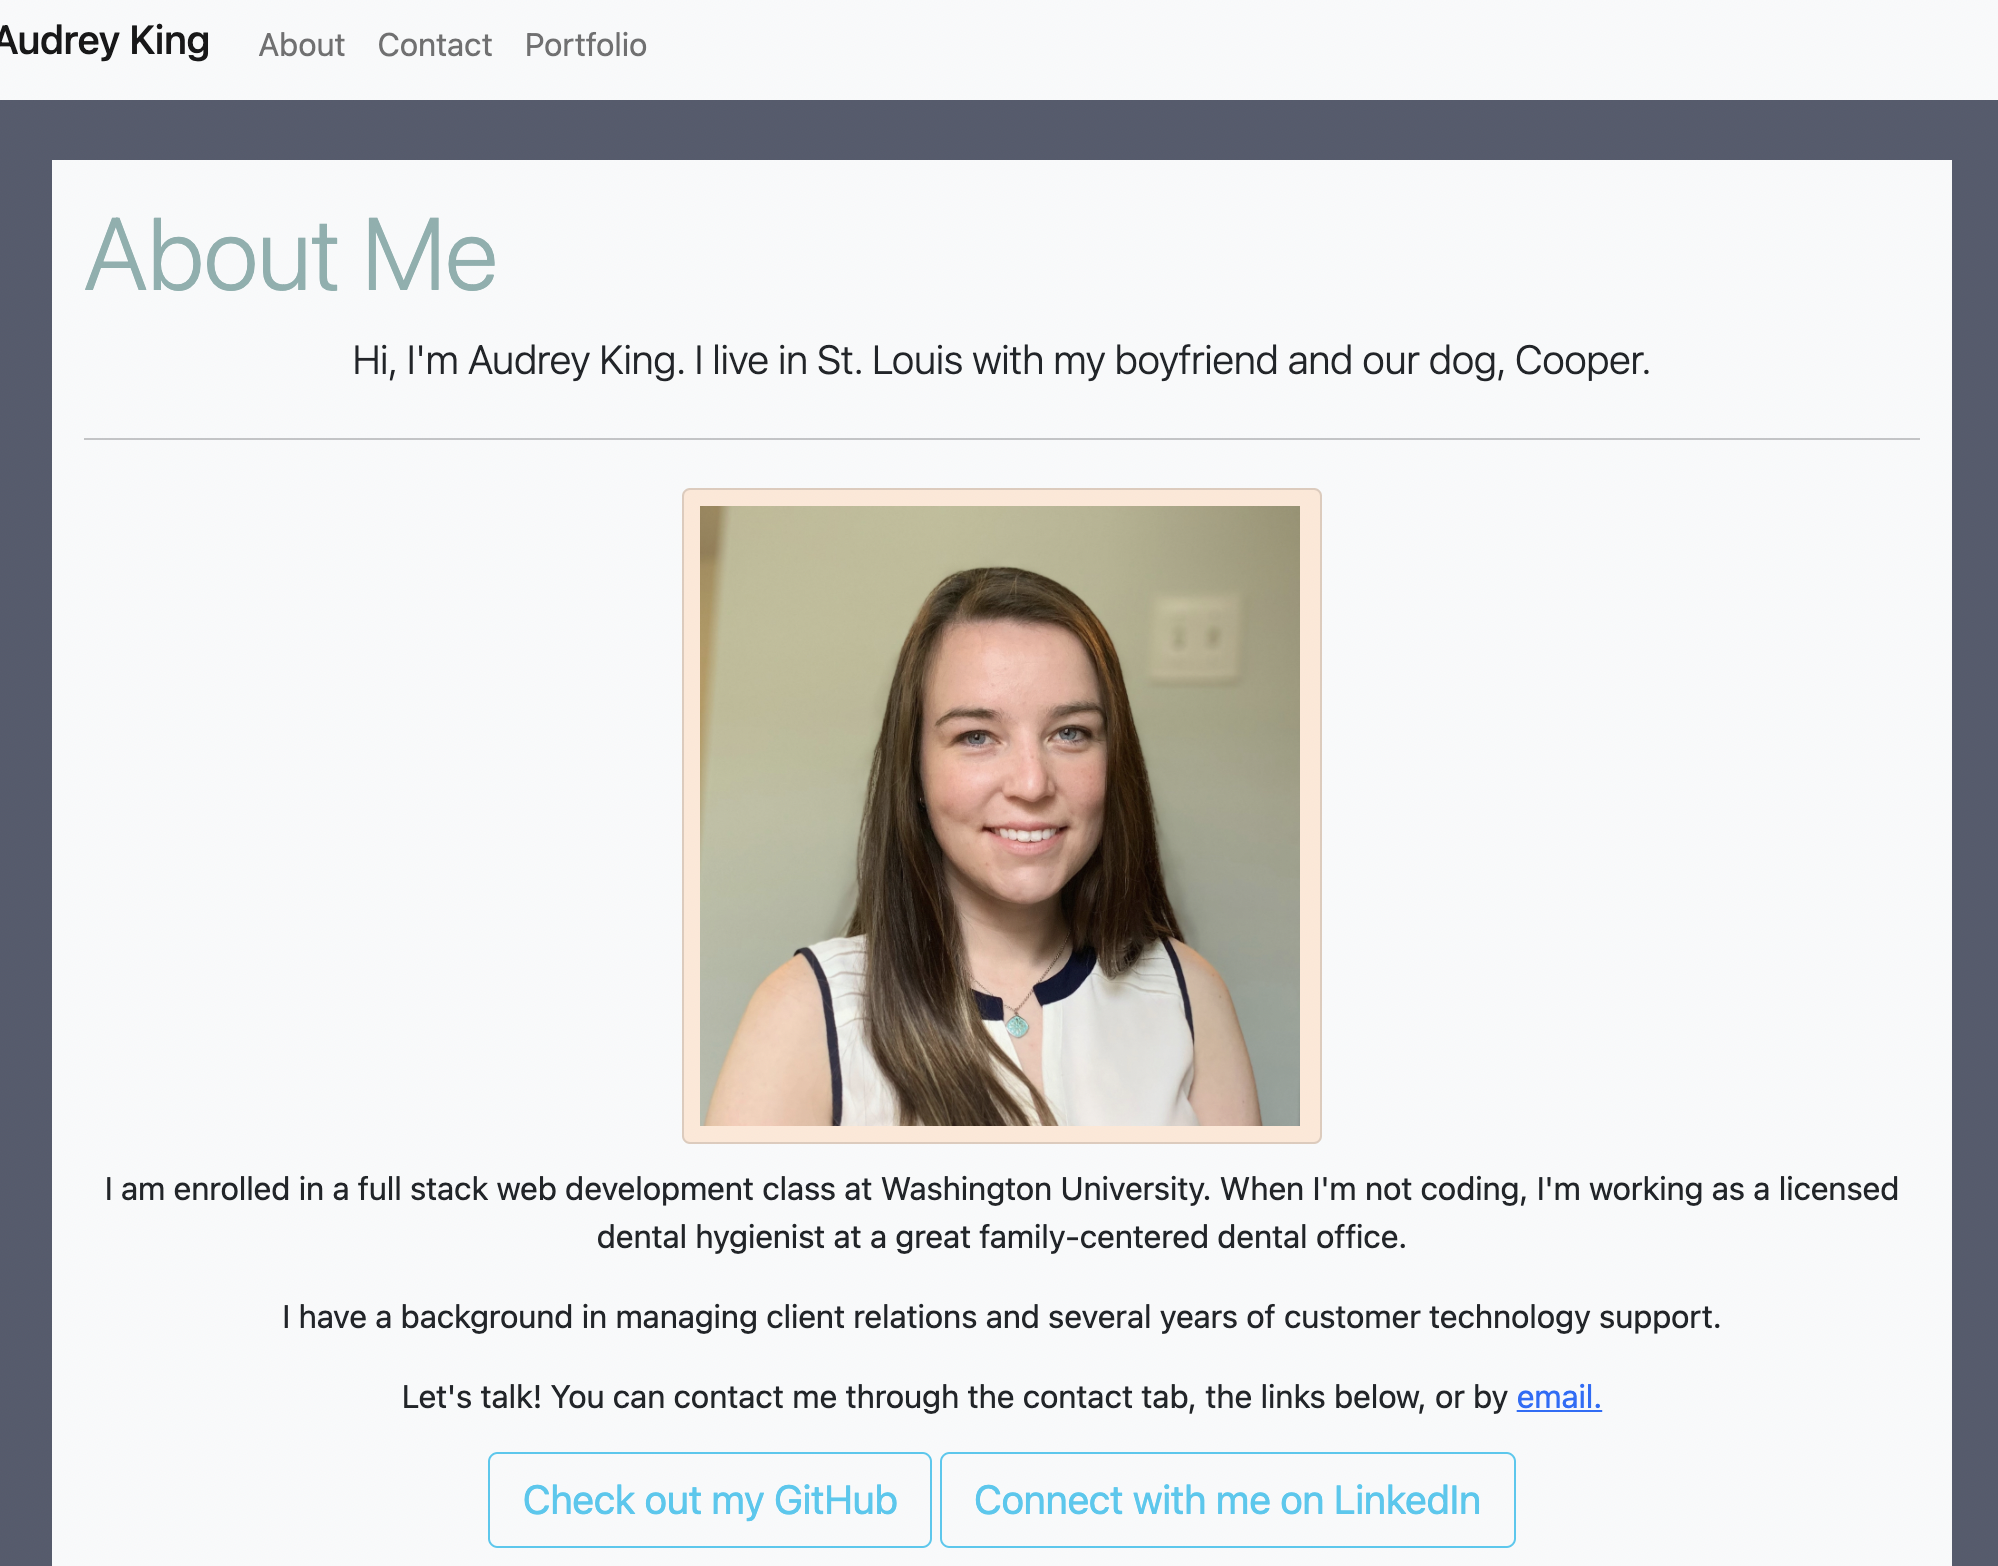 Audrey King About Contact Portfolio
About Me
Hi, I'm Audrey King. I live in St. Louis with my boyfriend and our dog, Cooper.
I am enrolled in a full stack web development class at Washington University. When I'm not coding, I'm working as a licensed
dental hygienist at a great family-centered dental office.
I have a background in managing client relations and several years of customer technology support.
Let's talk! You can contact me through the contact tab, the links below, or by email.
Check out my GitHub Connect with me on LinkedIn